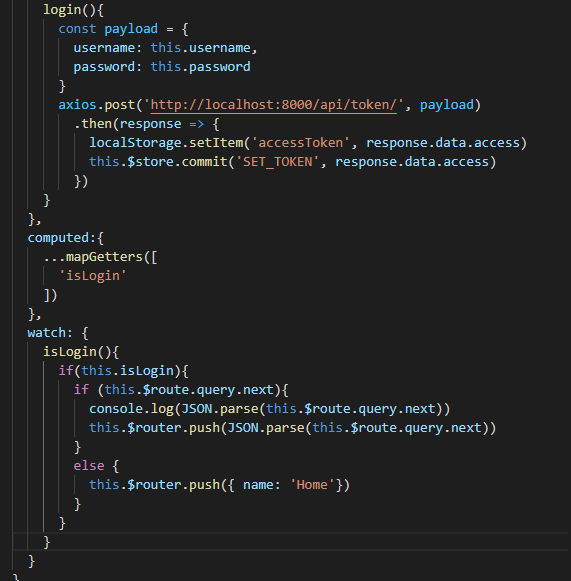 login(){
const payload = {
username: this.username,
password: this.password
}
axios.post('http://localhost:8000/api/token/', payload)
.then(response => {
localStorage.setItem('accessToken', response.data.access)
this.$store.commit('SET_TOKEN', response.data.access)
})
}
},
computed:{
...mapGetters([
'isLogin'
])
},
watch: {
isLogin(){
if(this.isLogin){
if (this.$route.query.next){
console.log(JSON.parse(this.$route.query.next))
this.$router.push(JSON.parse(this.$route.query.next))
}
else {
this.$router.push({ name: 'Home'})
}
}
}
}
}